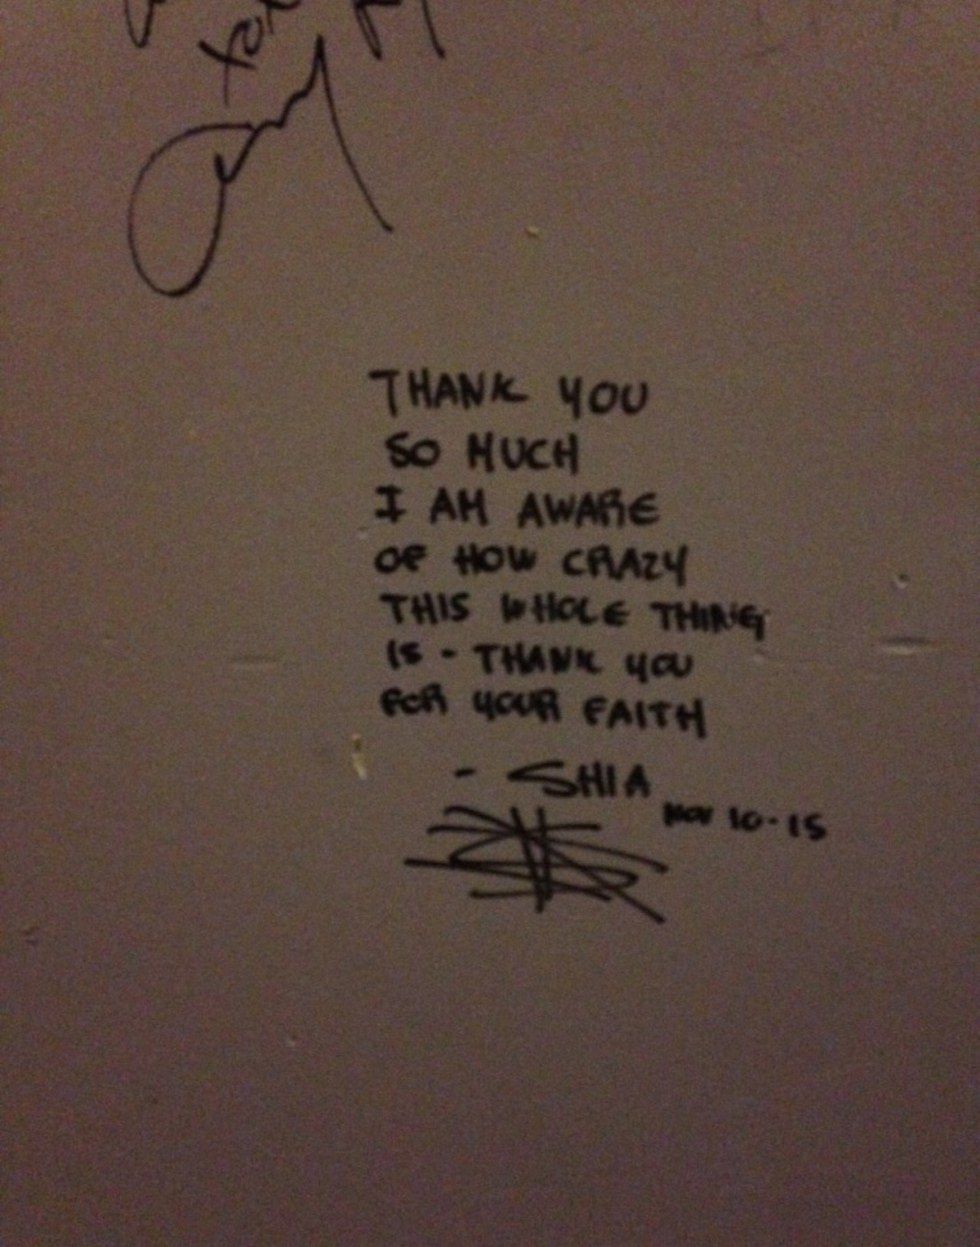 THANK YOU
SO MUCH
I AM AWARE
OF HOW CRAZY
THIS WHOLE THING
IS - THANK YOU
FOR YOUR FAITH
- SHIA
NOV 10-15